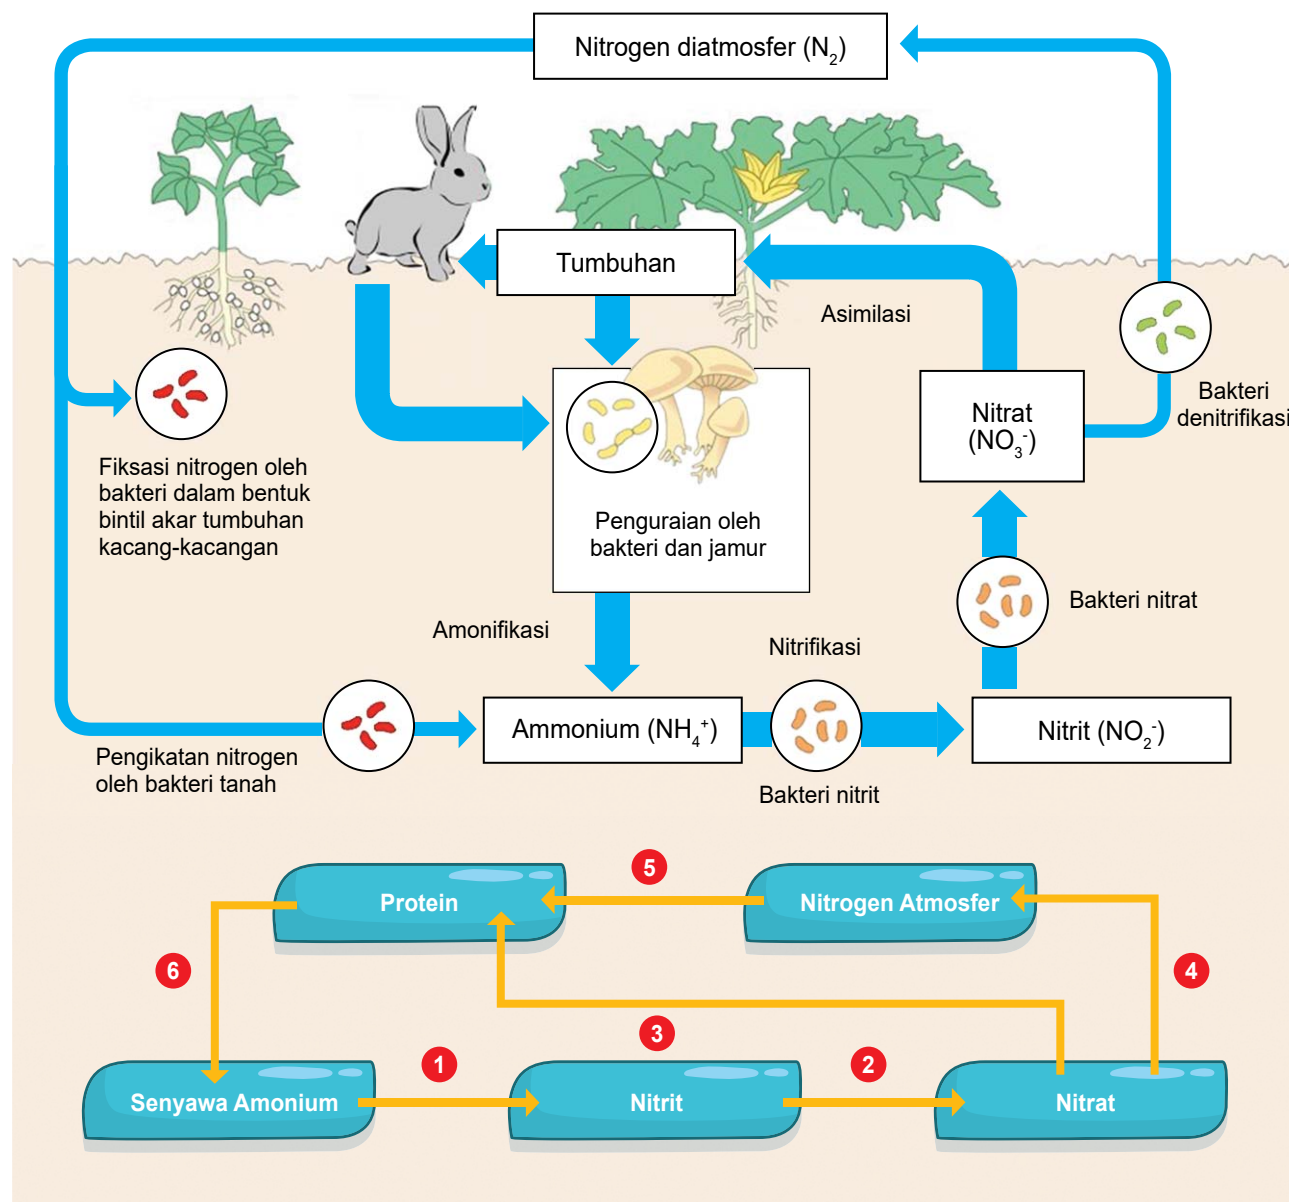 Nitrogen diatmosfer (N₂)
Tumbuhan
Asimilasi
Nitrat
(NO₃⁻)
Bakteri
denitrifikasi
Fiksasi nitrogen oleh
bakteri dalam bentuk
bintil akar tumbuhan
kacang-kacangan
Penguraian oleh
bakteri dan jamur
Bakteri nitrat
Amonifikasi
Nitrifikasi
Ammonium (NH₄⁺)
Nitrit (NO₂⁻)
Pengikatan nitrogen
oleh bakteri tanah
Bakteri nitrit
5
Protein
Nitrogen Atmosfer
6
4
3
1
2
Senyawa Amonium
Nitrit
Nitrat